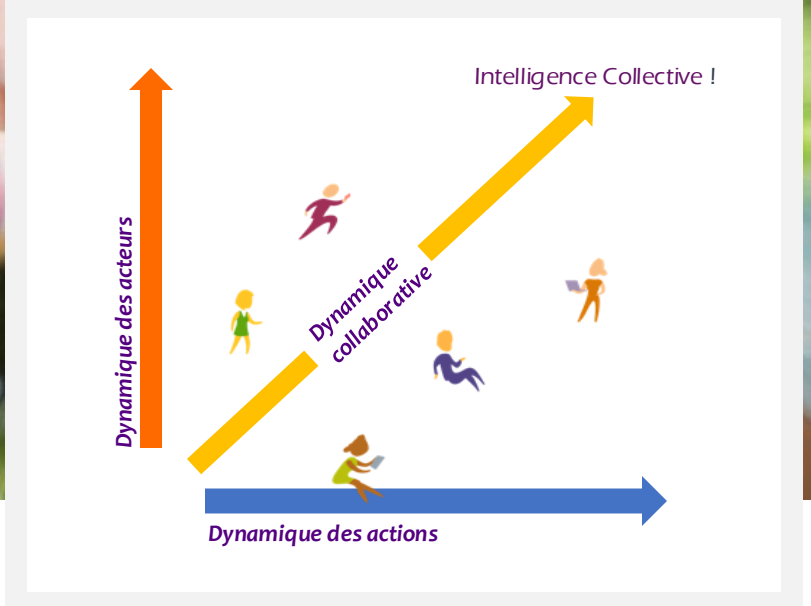 Intelligence Collective !
Dynamique des acteurs
Dynamique
collaborative
Dynamique des actions